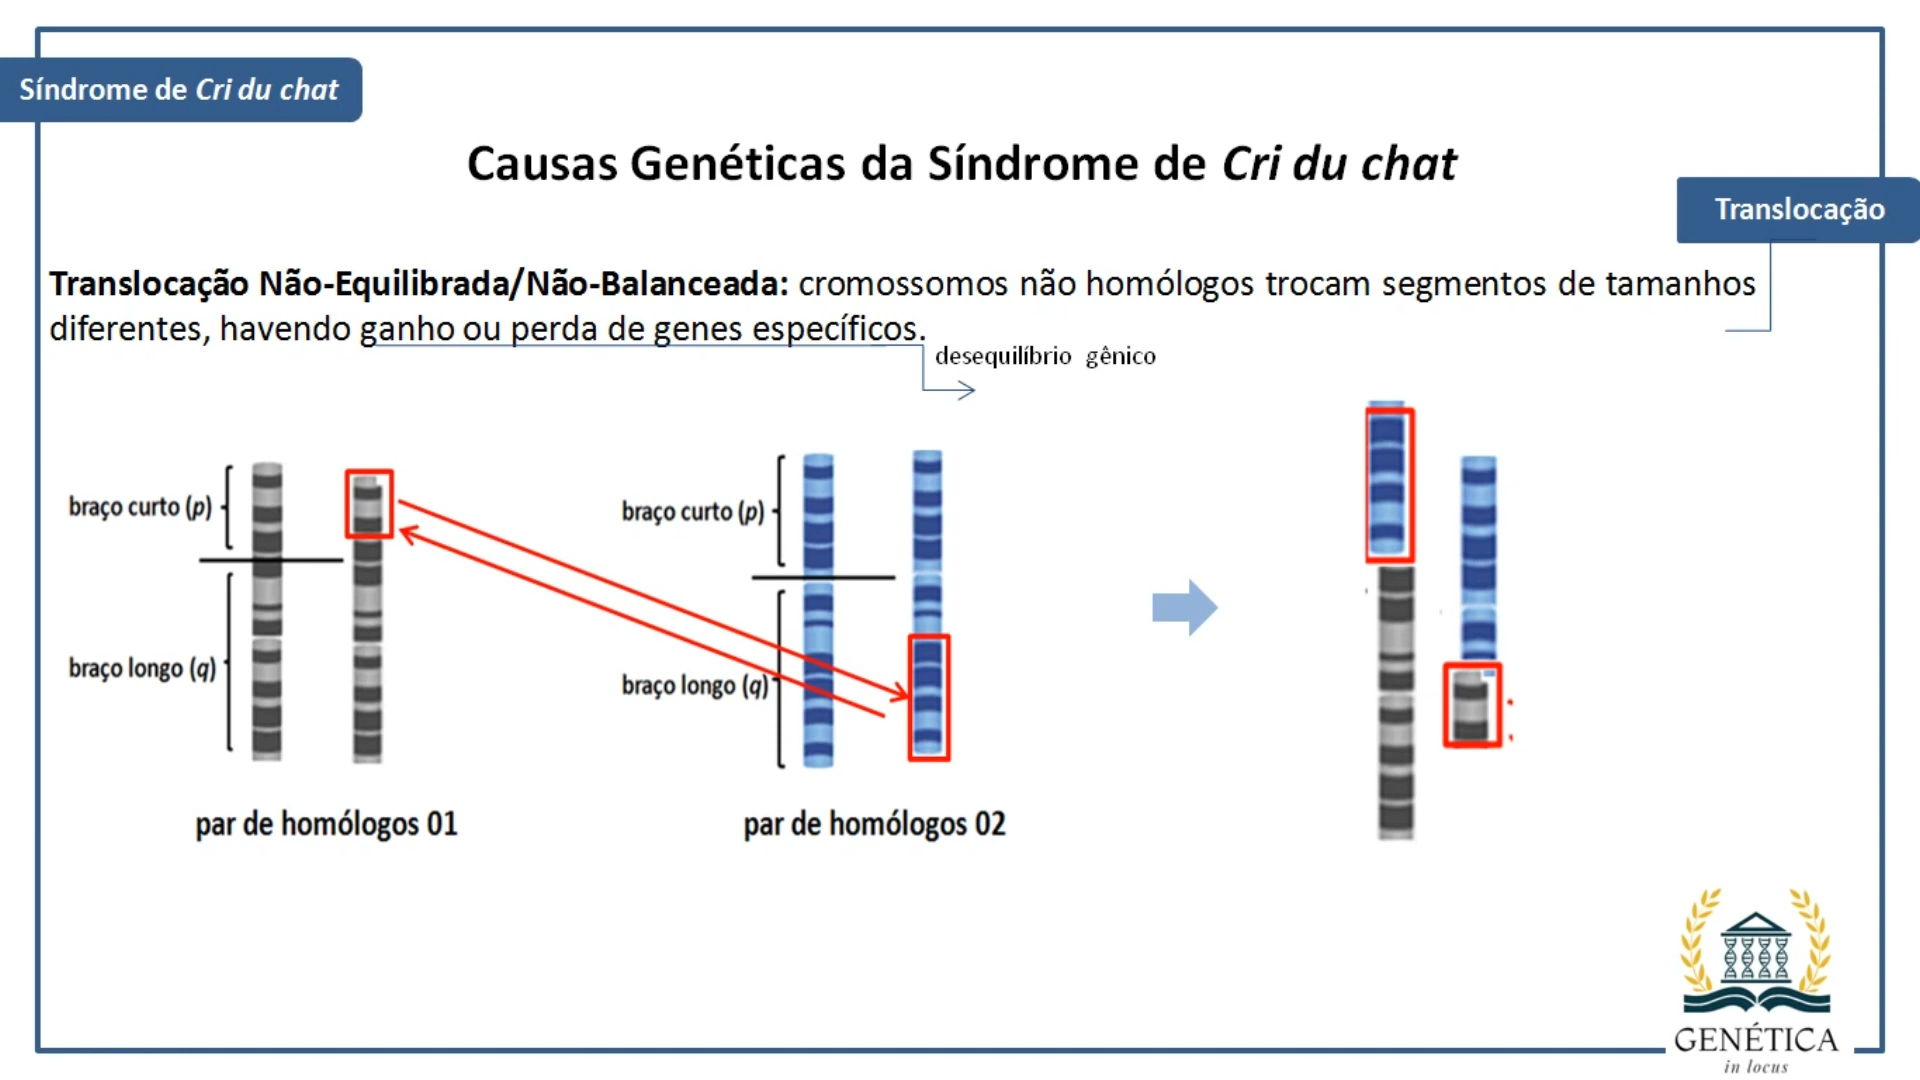 Síndrome de Cri du chat
Causas Genéticas da Síndrome de Cri du chat
Translocação
Translocação Não-Equilibrada/Não-Balanceada: cromossomos não homólogos trocam segmentos de tamanhos
diferentes, havendo ganho ou perda de genes específicos.
desequilíbrio gênico
braço curto (p)
braço longo (q)
par de homólogos 01
braço curto (p)
braço longo (q)
par de homólogos 02
GENÉTICA
in locus